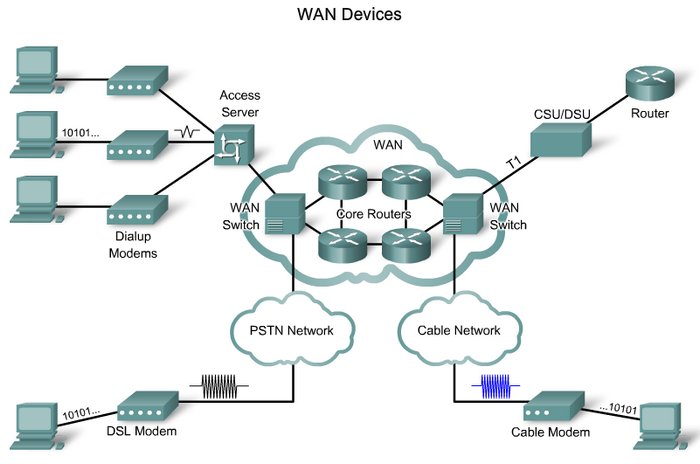 WAN Devices
Access
Server
CSU/DSU
Router
10101...
WAN
T1
WAN
Switch
Core Routers
WAN
Switch
Dialup
Modems
PSTN Network
Cable Network
10101...
DSL Modem
Cable Modem
...10101